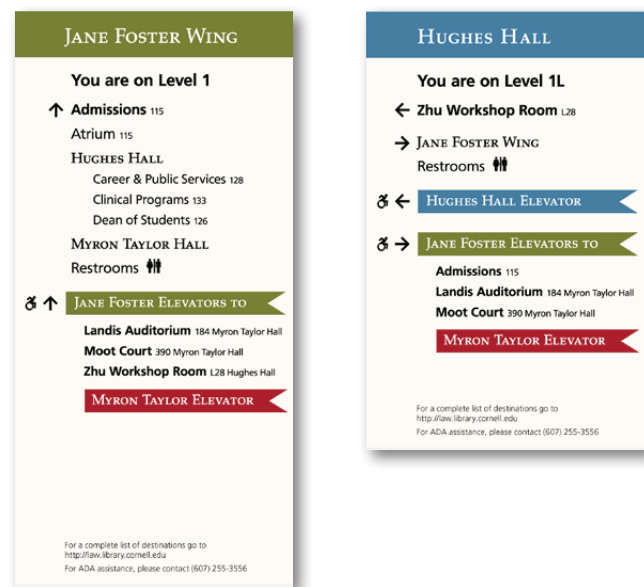 JANE FOSTER WING
You are on Level 1
Admissions 115
Atrium 115
HUGHES HALL
Career & Public Services 128
Clinical Programs 133
Dean of Students 126
MYRON TAYLOR HALL
Restrooms
JANE FOSTER ELEVATORS TO
Landis Auditorium 184 Myron Taylor Hall
Moot Court 390 Myron Taylor Hall
Zhu Workshop Room L28 Hughes Hall
MYRON TAYLOR ELEVATOR
For a complete list of destinations go to
http://law.library.cornell.edu
For ADA assistance, please contact (607) 255-3556
HUGHES HALL
You are on Level 1L
Zhu Workshop Room L28
JANE FOSTER WING
Restrooms
HUGHES HALL ELEVATOR
JANE FOSTER ELEVATORS TO
Admissions 115
Landis Auditorium 184 Myron Taylor Hall
Moot Court 390 Myron Taylor Hall
MYRON TAYLOR ELEVATOR
For a complete list of destinations go to
http://law.library.cornell.edu
For ADA assistance, please contact (607) 255-3556